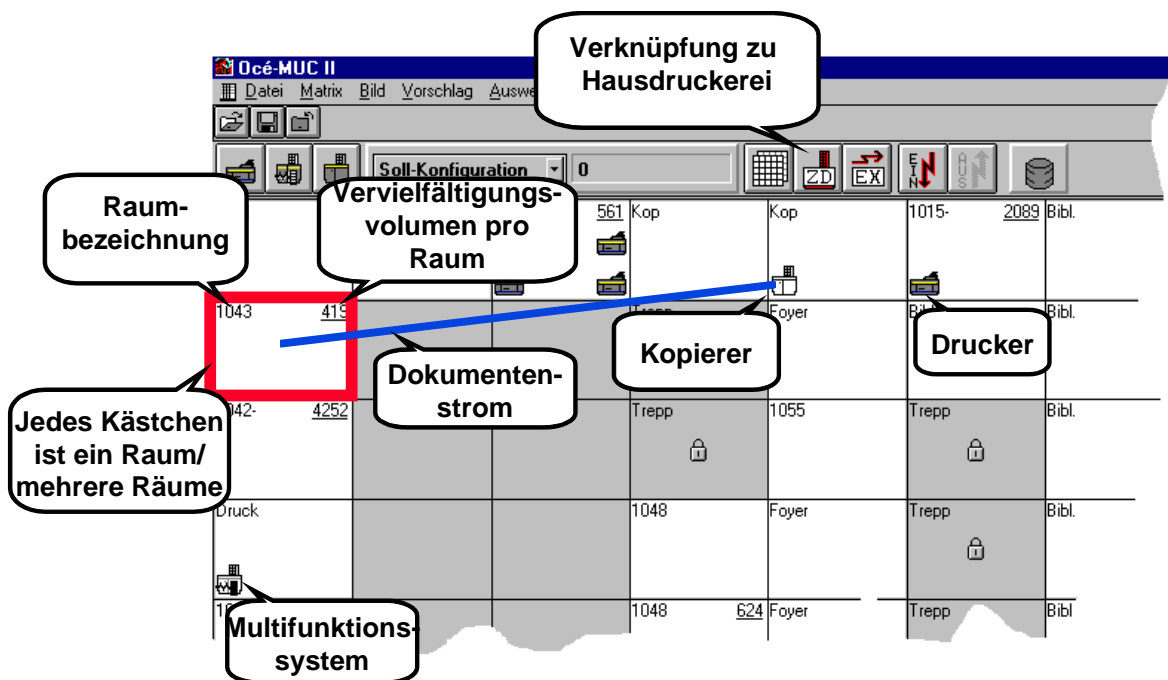 Verknüpfung zu
Hausdruckerei
Océ-MUC II
Datei Matrix Bild Vorschlag Auswe
Soll-Konfiguration 0
ZD EX EIN AUS
Raum-
bezeichnung
Vervielfältigungs-
volumen pro
Raum
561 Kop Kop 1015- 2089 Bibl.
1043 419 Foyer Bibl.
Kopierer
Drucker
Dokumenten-
strom
Jedes Kästchen
ist ein Raum/
mehrere Räume
4252 Trepp 1055 Trepp Bibl.
Druck 1048 Foyer Trepp Bibl.
1048 624 Foyer Trepp Bibl
Multifunktions-
system